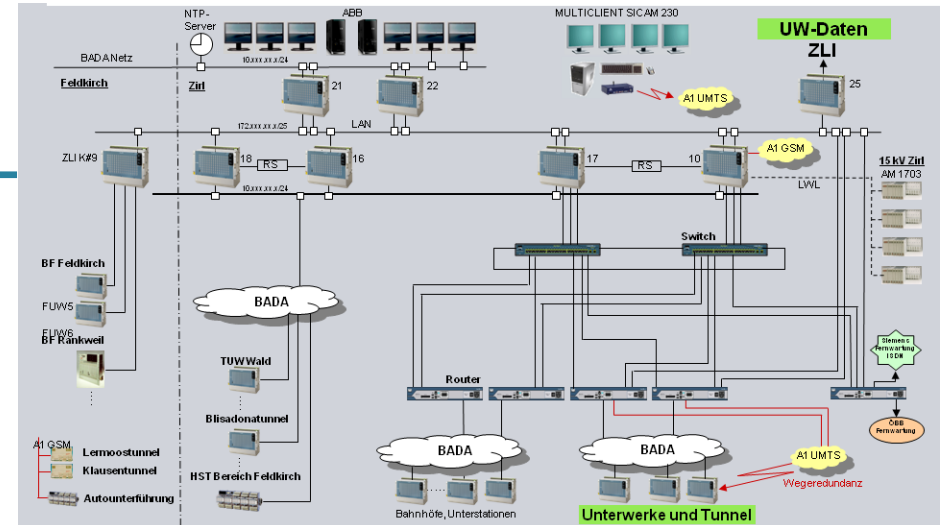 NTP-
Server
ABB
MULTICLIENT SICAM 230
UW-Daten
ZLI
BADA Netz
10.xxx.xx.x/24
Feldkirch
Zirl
21
22
A1 UMTS
25
172.xxx.xx.x/25
LAN
ZLI K#9
18
RS
16
17
RS
10
A1 GSM
15 kV Zirl
AM 1703
LWL
10.xxx.xxx.x/24
Switch
BF Feldkirch
BADA
FUW5
FUW6
BF Rankweil
TUW Wald
Siemens
Fernwartung
ISDN
Router
Blisadonatunnel
ÖBB
Fernwartung
A1 GSM
Lermoostunnel
BADA
BADA
A1 UMTS
Klausentunnel
HST Bereich Feldkirch
Wegeredundanz
Autounterführung
Bahnhöfe, Unterstationen
Unterwerke und Tunnel